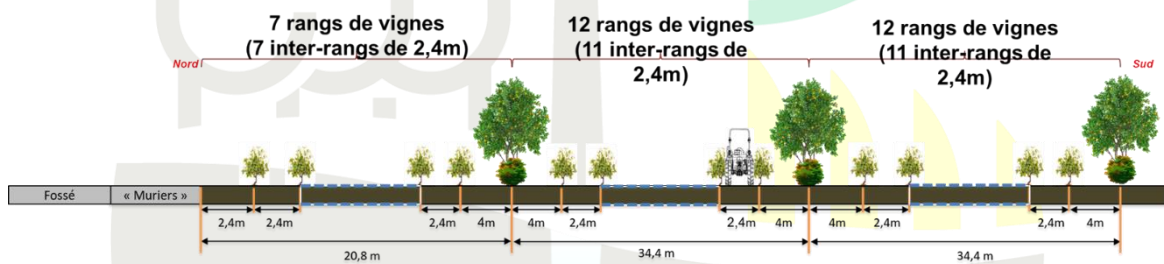 7 rangs de vignes
(7 inter-rangs de 2,4m)
12 rangs de vignes
(11 inter-rangs de
2,4m)
12 rangs de vignes
(11 inter-rangs de
2,4m)
Nord
Sud
Fossé
« Muriers »
2,4m
2,4m
2,4m
4m
4m
2,4m
2,4m
4m
4m
2,4m
2,4m
4m
20,8 m
34,4 m
34,4 m